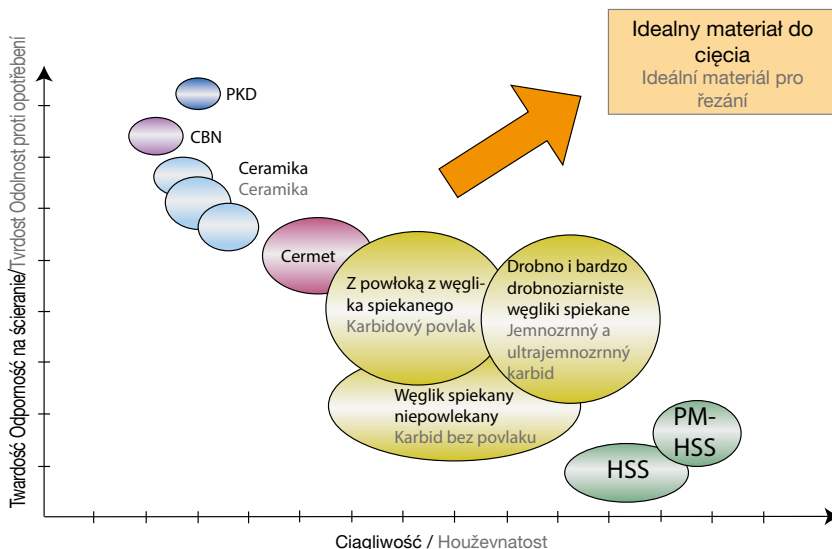 Idealny materiał do
cięcia
Ideální materiál pro
řezání
PKD
CBN
Ceramika
Ceramika
Cermet
Z powłoką z węgli-
ka spiekanego
Karbidový povlak
Drobno i bardzo
drobnoziarniste
węgliki spiekane
Jemnozrnný a
ultrajemnozrnný
karbid
Węglik spiekany
niepowlekany
Karbid bez povlaku
PM-
HSS
HSS
Twardość Odporność na ścieranie/Tvrdost Odolnost proti opotřebení
Ciągliwość / Houževnatost